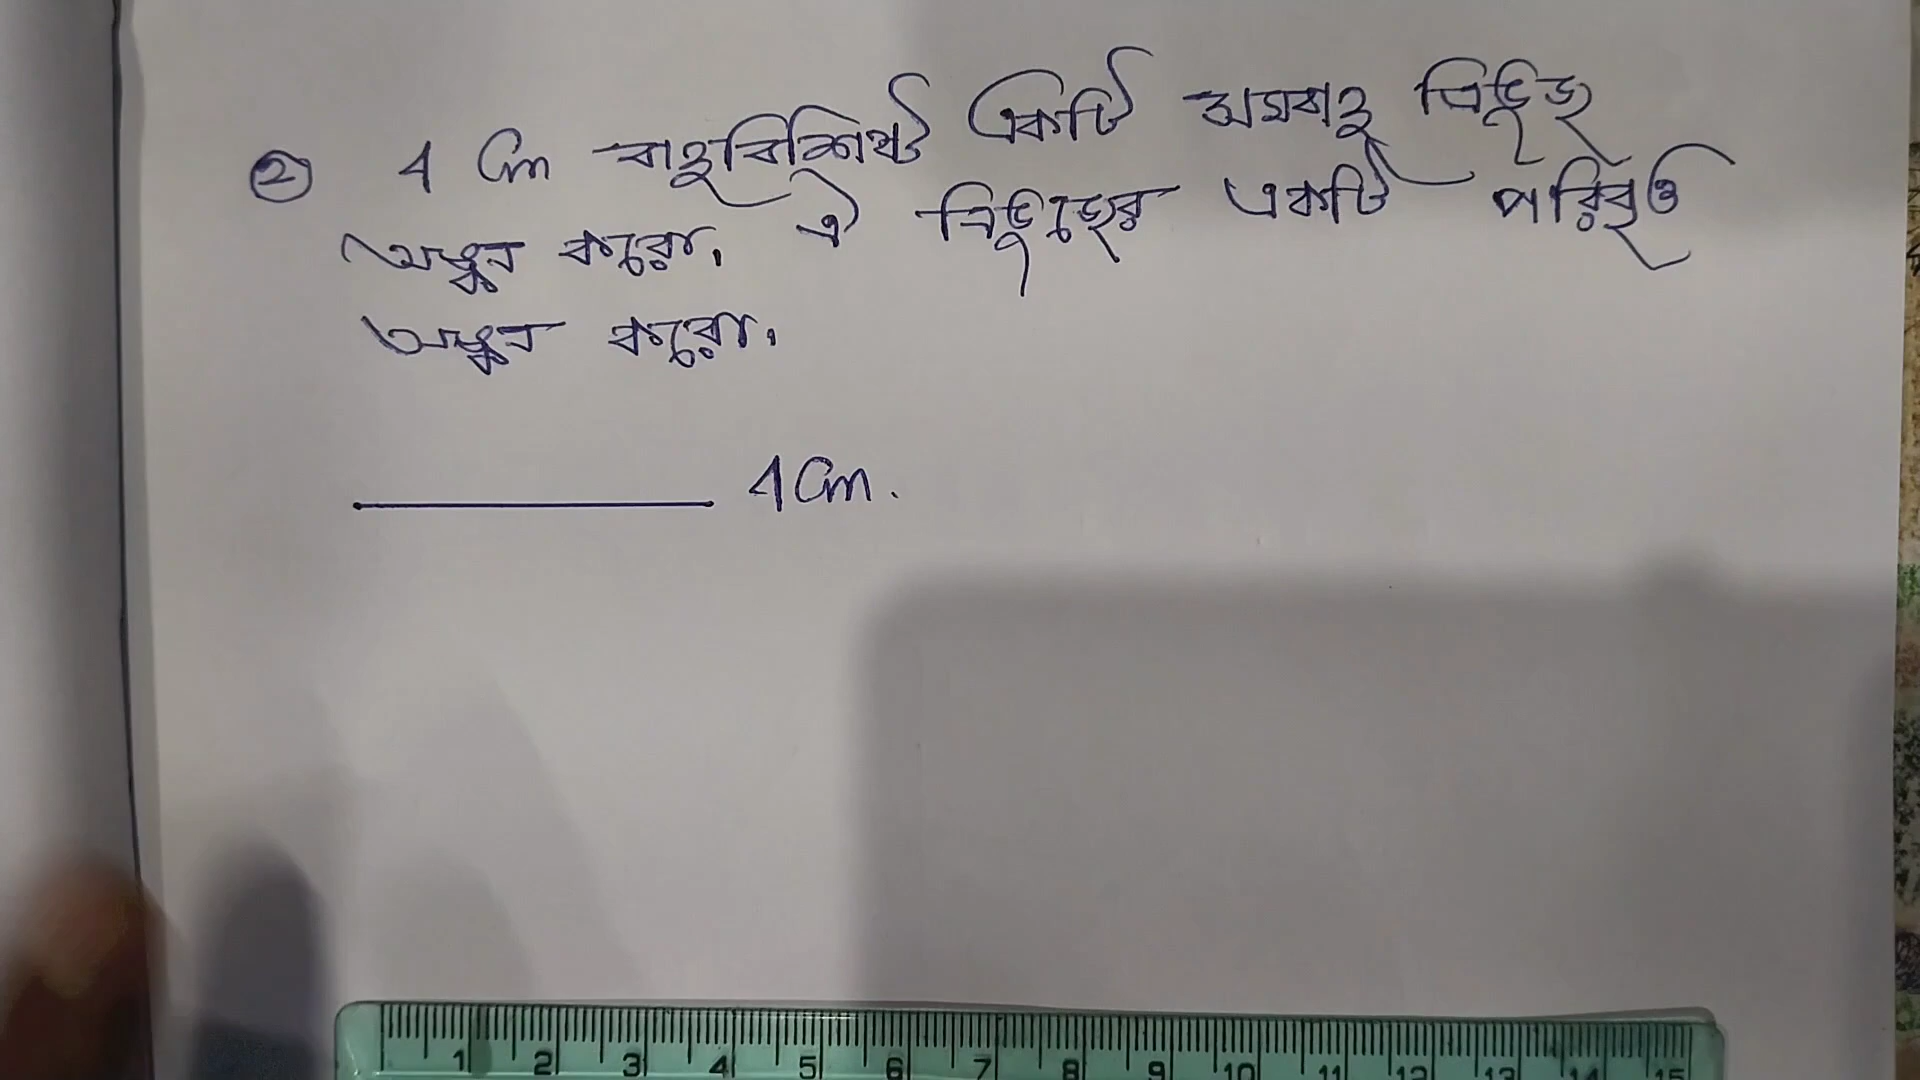 ② 4 Cm বাহুবিশিষ্ট একটি সমবাহু ত্রিভুজ
অঙ্কন করো। ঐ ত্রিভুজের একটি পরিবৃত্ত
অঙ্কন করো।
4 Cm.
1 2 3 4 5 6 7 8 9 10 11 12 13 14 15